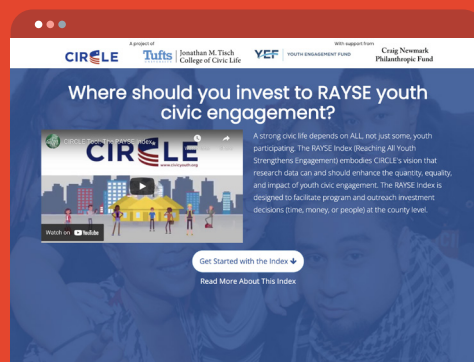 A project of
With support from
CIRCLE
Tufts
Jonathan M. Tisch
College of Civic Life
YEF
YOUTH ENGAGEMENT FUND
Craig Newmark
Philanthropic Fund
Where should you invest to RAYSE youth
civic engagement?
CIRCLE Tool: The RAYSE Index
CIRCLE
www.civicyouth.org
Watch on YouTube
A strong civic life depends on ALL, not just some, youth
participating. The RAYSE Index (Reaching All Youth
Strengthens Engagement) embodies CIRCLE's vision that
research data can and should enhance the quantity, equality,
and impact of youth civic engagement. The RAYSE Index is
designed to facilitate program and outreach investment
decisions (time, money, or people) at the county level.
Get Started with the Index
Read More About This Index